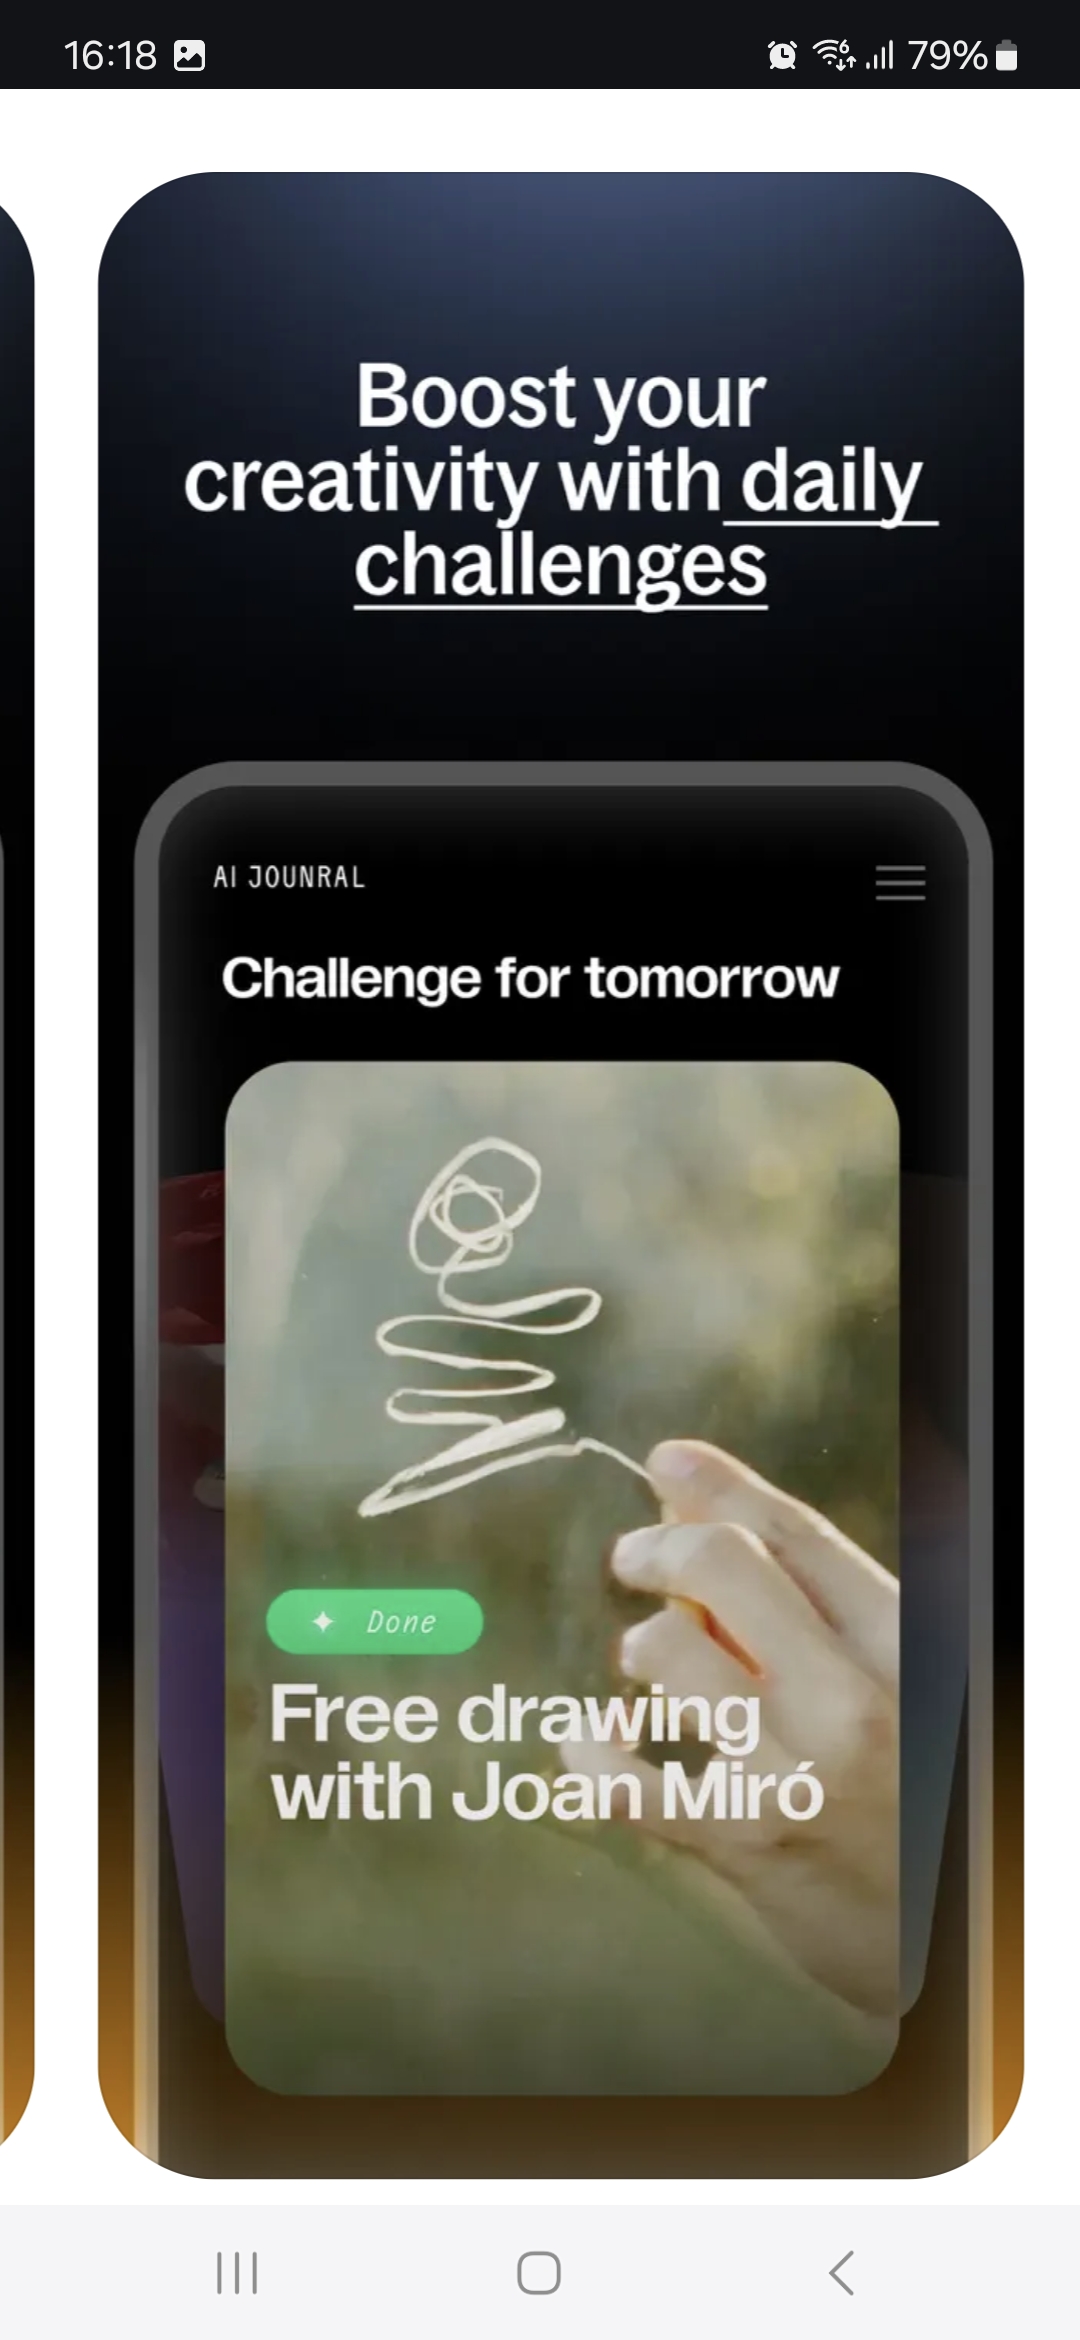 16:18
79%
Boost your
creativity with daily
challenges
AI JOUNRAL
Challenge for tomorrow
Done
Free drawing
with Joan Miró